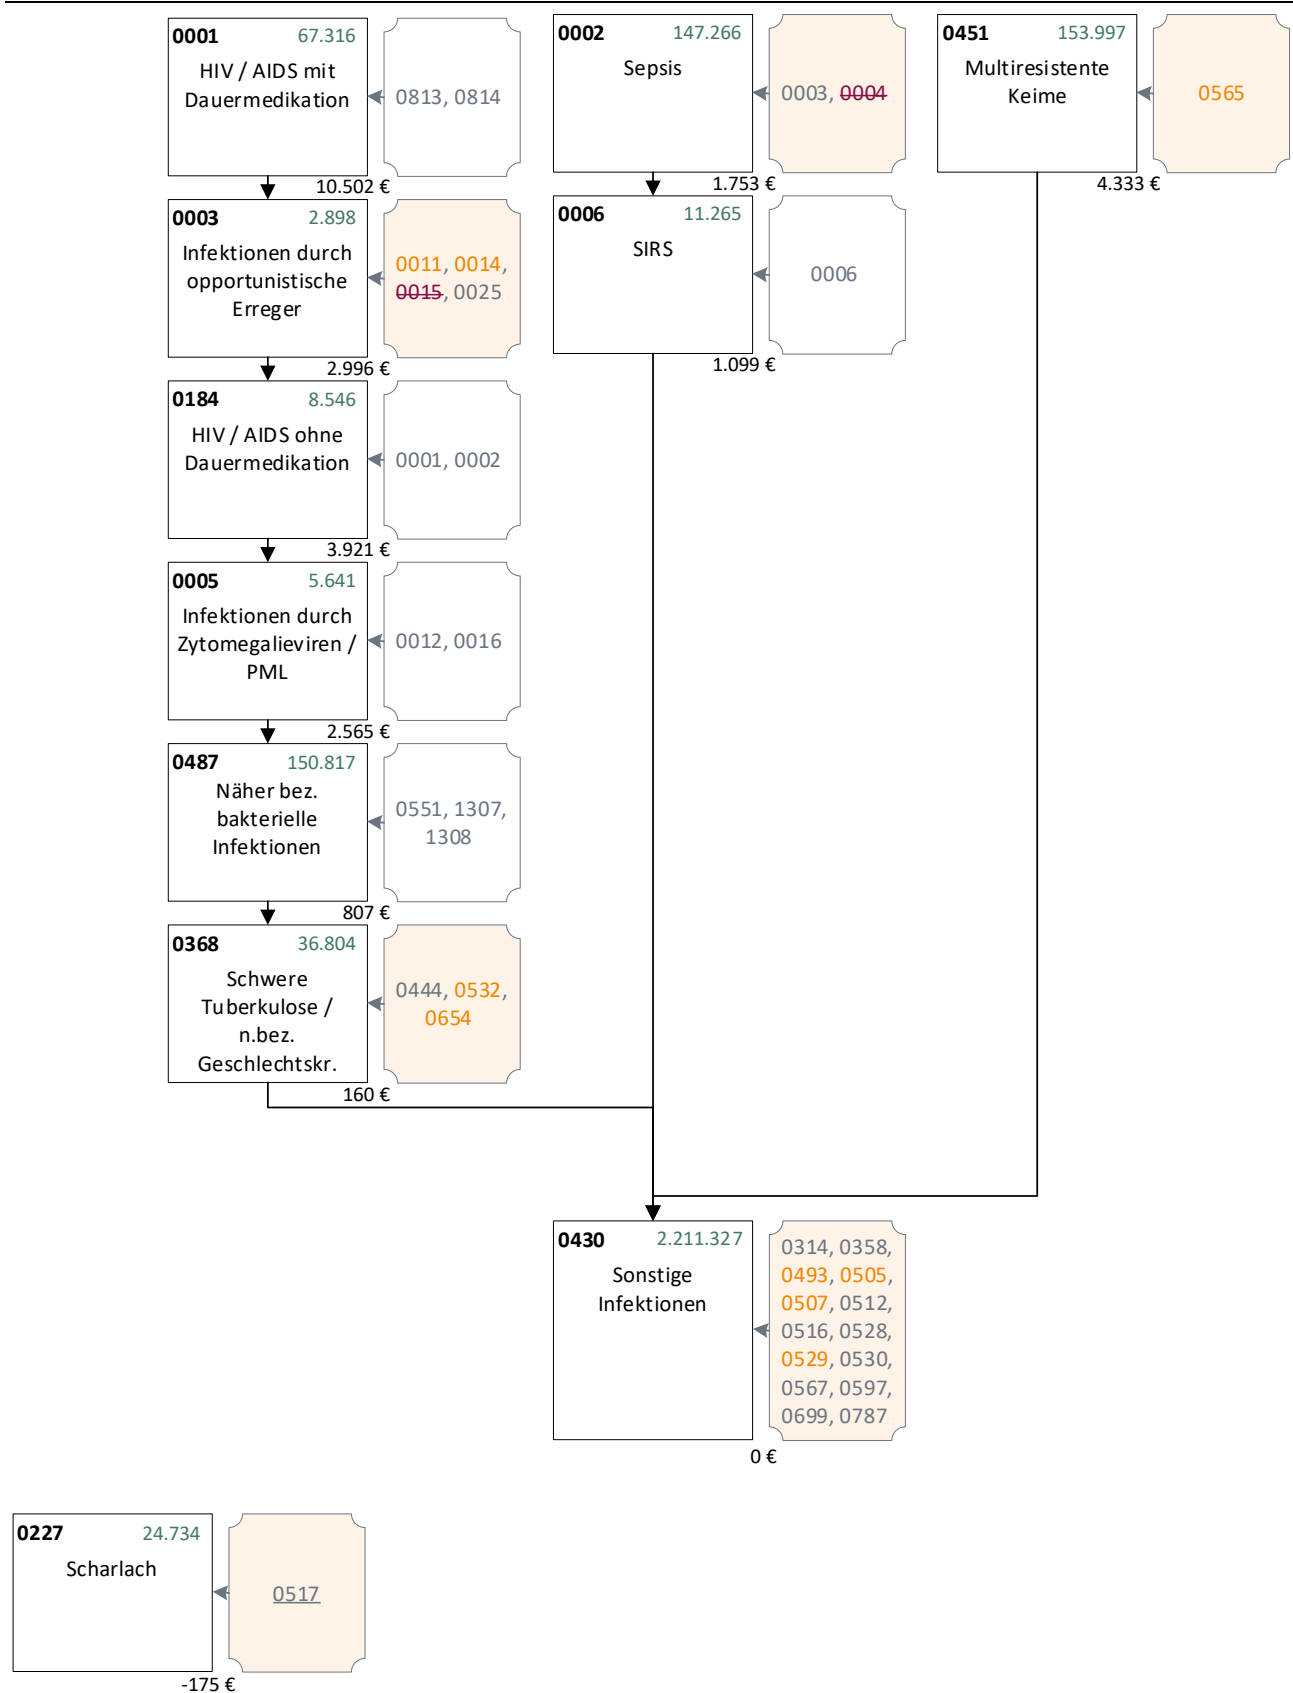 0001 67.316
HIV / AIDS mit
Dauermedikation
0813, 0814
10.502 €
0003 2.898
Infektionen durch
opportunistische
Erreger
0011, 0014,
0015, 0025
2.996 €
0184 8.546
HIV / AIDS ohne
Dauermedikation
0001, 0002
3.921 €
0005 5.641
Infektionen durch
Zytomegalieviren /
PML
0012, 0016
2.565 €
0487 150.817
Näher bez.
bakterielle
Infektionen
0551, 1307,
1308
807 €
0368 36.804
Schwere
Tuberkulose /
n.bez.
Geschlechtskr.
0444, 0532,
0654
160 €
0002 147.266
Sepsis
0003, 0004
1.753 €
0006 11.265
SIRS
0006
1.099 €
0451 153.997
Multiresistente
Keime
0565
4.333 €
0430 2.211.327
Sonstige
Infektionen
0314, 0358,
0493, 0505,
0507, 0512,
0516, 0528,
0529, 0530,
0567, 0597,
0699, 0787
0 €
0227 24.734
Scharlach
0517
-175 €